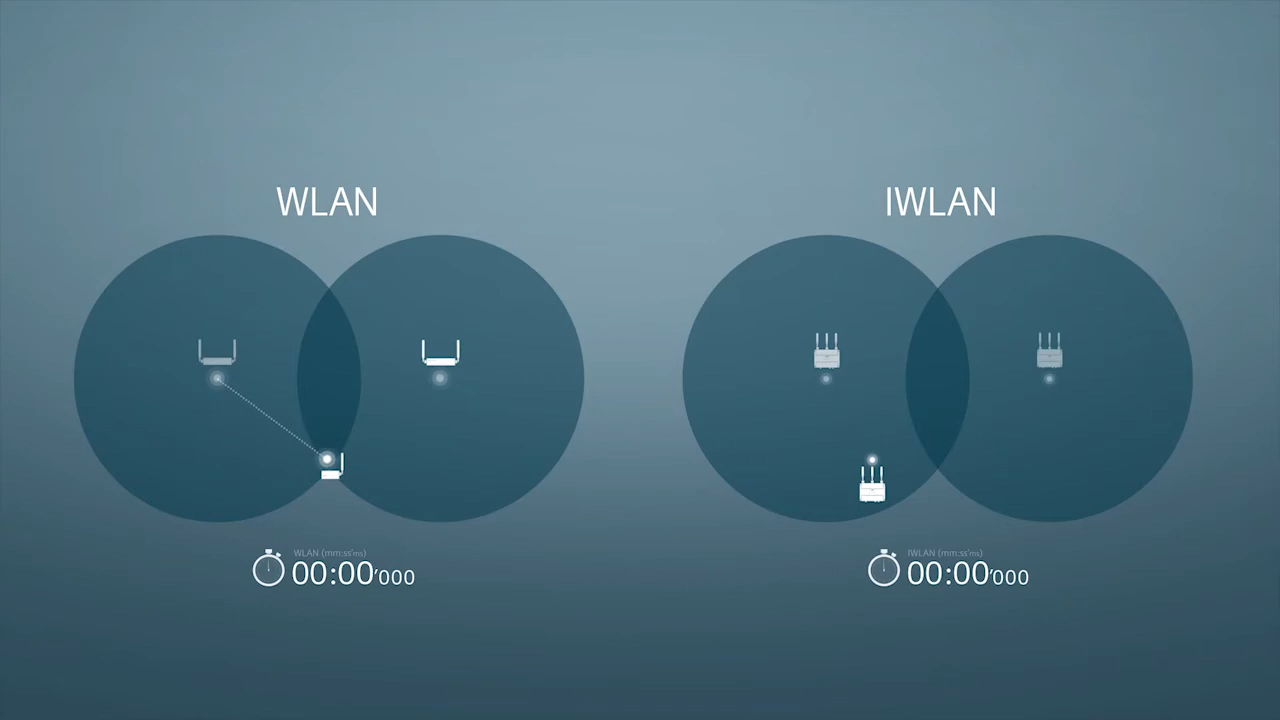 WLAN
IWLAN
WLAN (mm:ss'ms)
00:00'000
IWLAN (mm:ss'ms)
00:00'000